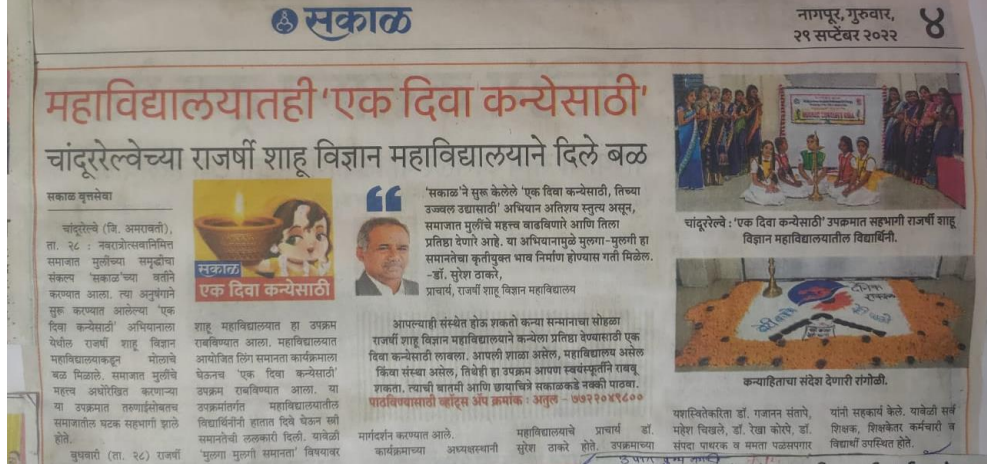 सकाळ
नागपूर, गुरुवार,
२९ सप्टेंबर २०२२
४
महाविद्यालयातही 'एक दिवा कन्येसाठी'
चांदूररेल्वेच्या राजर्षी शाहू विज्ञान महाविद्यालयाने दिले बळ
सकाळ वृत्तसेवा
चांदूररेल्वे (जि. अमरावती),
ता. २८ : नवरात्रोत्सवानिमित्त
समाजात मुलींच्या समृद्धीचा
संकल्प 'सकाळ'च्या वतीने
करण्यात आला. त्या अनुषंगाने
सुरू करण्यात आलेल्या 'एक
दिवा कन्येसाठी' अभियानाला
येथील राजर्षी शाहू विज्ञान
महाविद्यालयाकडून मोलाचे
बळ मिळाले. समाजात मुलींचे
महत्त्व अधोरेखित करणाऱ्या
या उपक्रमात तरुणाईसोबतच
समाजातील घटक सहभागी झाले
होते.
बुधवारी (ता. २८) राजर्षी
सकाळ
एक दिवा कन्येसाठी
शाहू महाविद्यालयात हा उपक्रम
राबविण्यात आला. महाविद्यालयात
आयोजित लिंग समानता कार्यक्रमाला
घेऊनच 'एक दिवा कन्येसाठी'
उपक्रम राबविण्यात आला. या
उपक्रमांतर्गत महाविद्यालयातील
विद्यार्थिनींनी हातात दिवे घेऊन स्त्री
समानतेची ललकारी दिली. यावेळी
'मुलगा मुलगी समानता' विषयावर
'सकाळ'ने सुरू केलेले 'एक दिवा कन्येसाठी, तिच्या
उज्ज्वल उद्यासाठी' अभियान अतिशय स्तुत्य असून,
समाजात मुलींचे महत्त्व वाढविणारे आणि तिला
प्रतिष्ठा देणारे आहे. या अभियानामुळे मुलगा-मुलगी हा
समानतेचा कृतीयुक्त भाव निर्माण होण्यास गती मिळेल.
-डॉ. सुरेश ठाकरे,
प्राचार्य, राजर्षी शाहू विज्ञान महाविद्यालय
आपल्याही संस्थेत होऊ शकतो कन्या सन्मानाचा सोहळा
राजर्षी शाहू विज्ञान महाविद्यालयाने कन्येला प्रतिष्ठा देण्यासाठी एक
दिवा कन्येसाठी लावला. आपली शाळा असेल, महाविद्यालय असेल
किंवा संस्था असेल, तिथेही हा उपक्रम आपण स्वयंस्फूर्तीने राबवू
शकता. त्याची बातमी आणि छायाचित्रे सकाळकडे नक्की पाठवा.
पाठविण्यासाठी व्हॉट्स ॲप क्रमांक : अतुल - ७७२२०४९८००
मार्गदर्शन करण्यात आले.
कार्यक्रमाच्या अध्यक्षस्थानी
महाविद्यालयाचे प्राचार्य डॉ.
सुरेश ठाकरे होते. उपक्रमाच्या
चांदूररेल्वे : 'एक दिवा कन्येसाठी' उपक्रमात सहभागी राजर्षी शाहू
विज्ञान महाविद्यालयातील विद्यार्थिनी.
कन्याहिताचा संदेश देणारी रांगोळी.
यशस्वितेकरिता डॉ. गजानन संतापे,
महेश चिखले, डॉ. रेखा कोरपे, डॉ.
संपदा पाथरक व ममता पळसपगार
यांनी सहकार्य केले. यावेळी सर्व
शिक्षक, शिक्षकेतर कर्मचारी व
विद्यार्थी उपस्थित होते.